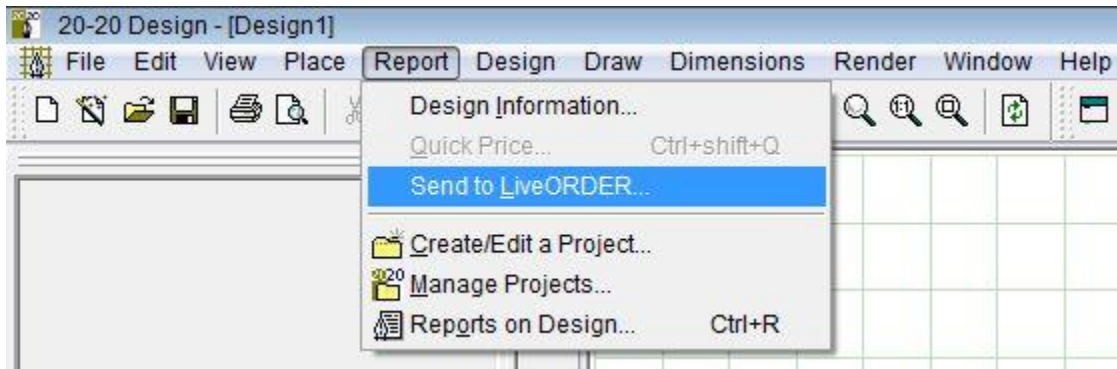 20-20 Design - [Design1]
File Edit View Place Report Design Draw Dimensions Render Window Help
Design Information...
Quick Price... Ctrl+shift+Q
Send to LiveORDER...
Create/Edit a Project...
2020 Manage Projects...
Reports on Design... Ctrl+R